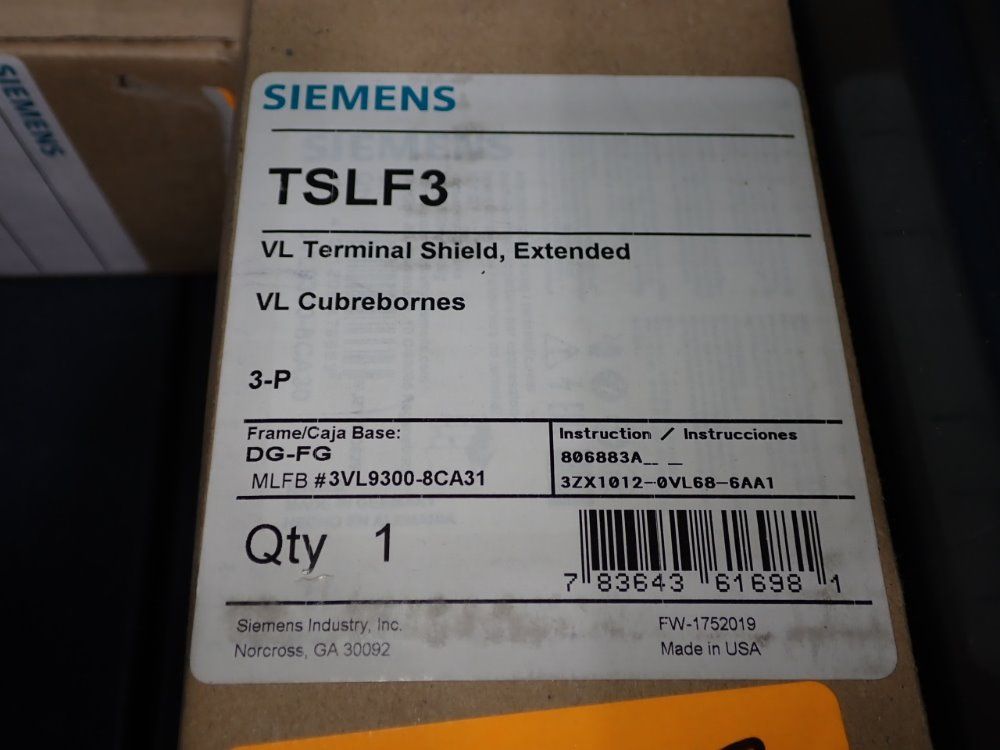 SIEMENS
SIEMENS
TSLF3
VL Terminal Shield, Extended
VL Cubrebornes
3-P
Frame/Caja Base:
DG-FG
MLFB #3VL9300-8CA31
Instruction / Instrucciones
806883A__ _
3ZX1012-0VL68-6AA1
Qty 1
7 83643 61698 1
Siemens Industry, Inc.
Norcross, GA 30092
FW-1752019
Made in USA